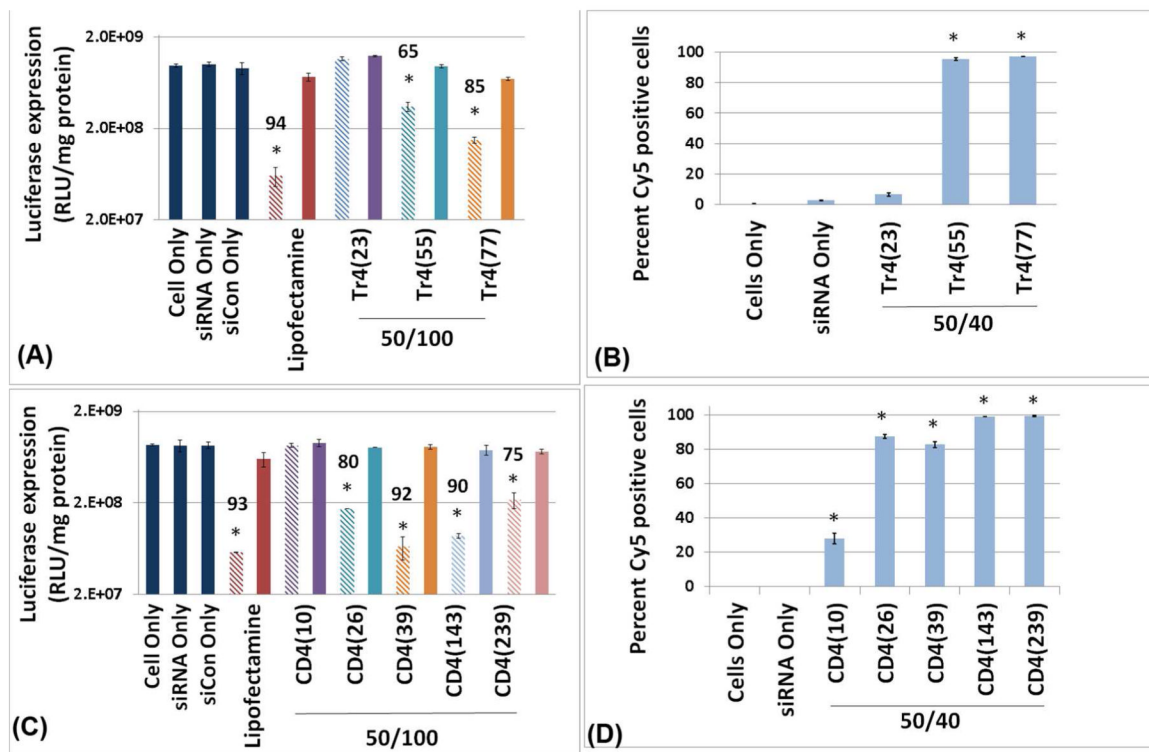 Luciferase expression
(RLU/mg protein)
2.0E+09
2.0E+08
2.0E+07
94
*
65
*
85
*
Cell Only
siRNA Only
siCon Only
Lipofectamine
Tr4(23)
Tr4(55)
Tr4(77)
50/100
(A)
Percent Cy5 positive cells
100
80
60
40
20
0
*
*
Cells Only
siRNA Only
Tr4(23)
Tr4(55)
Tr4(77)
50/40
(B)
Luciferase expression
(RLU/mg protein)
2.E+09
2.E+08
2.E+07
93
*
80
*
92
*
90
*
75
*
Cell Only
siRNA Only
siCon Only
Lipofectamine
CD4(10)
CD4(26)
CD4(39)
CD4(143)
CD4(239)
50/100
(C)
Percent Cy5 positive cells
100
80
60
40
20
0
*
*
*
*
*
Cells Only
siRNA Only
CD4(10)
CD4(26)
CD4(39)
CD4(143)
CD4(239)
50/40
(D)